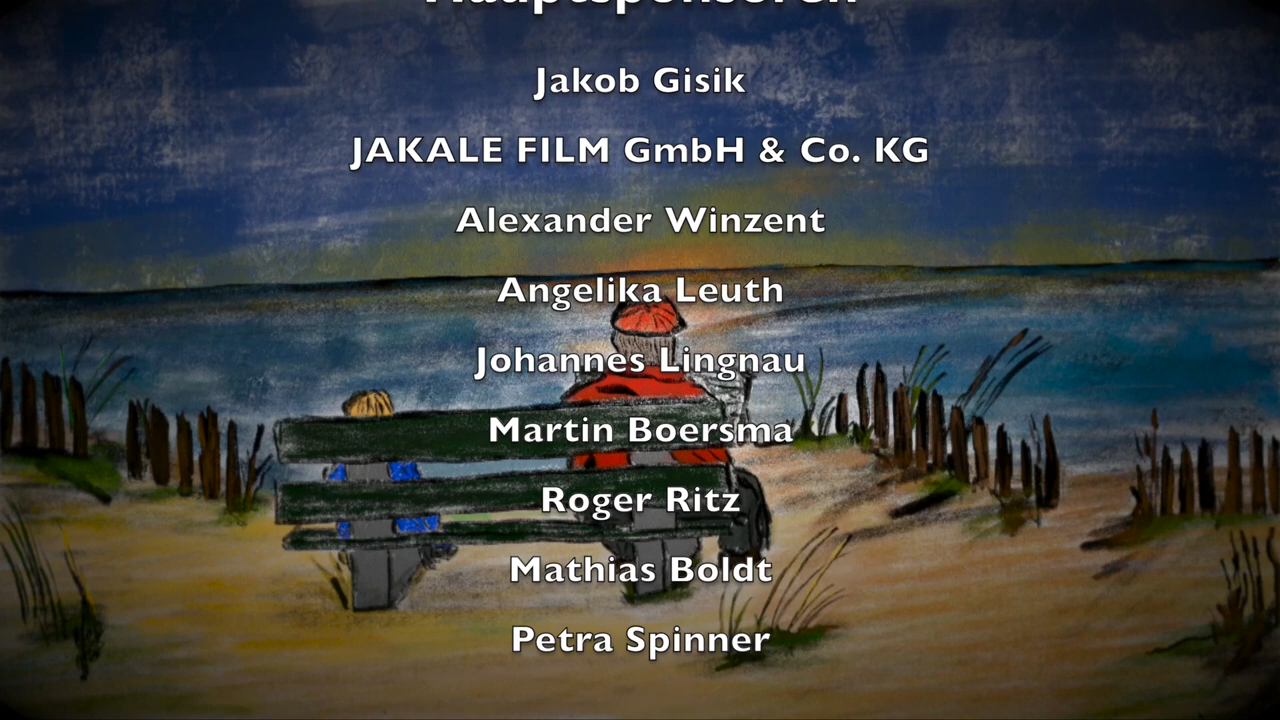 Hauptsponsoren
Jakob Gisik
JAKALE FILM GmbH & Co. KG
Alexander Winzent
Angelika Leuth
Johannes Lingnau
Martin Boersma
Roger Ritz
Mathias Boldt
Petra Spinner